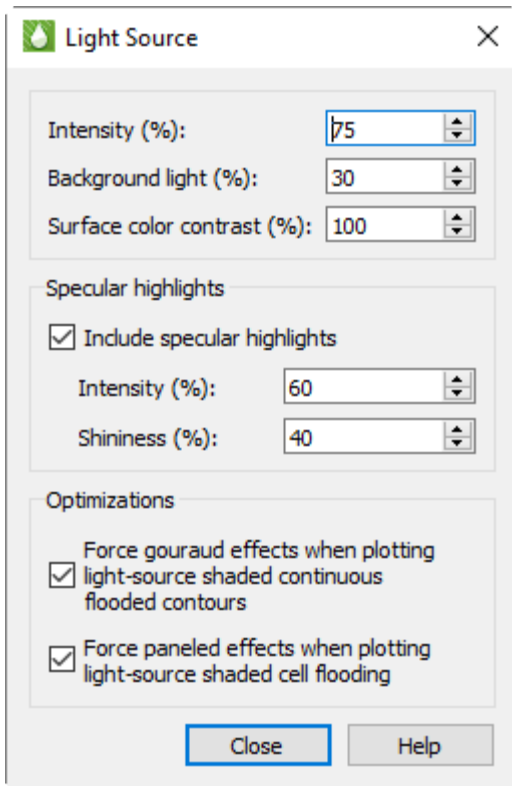 Light Source
Intensity (%): 75
Background light (%): 30
Surface color contrast (%): 100
Specular highlights
Include specular highlights
Intensity (%): 60
Shininess (%): 40
Optimizations
Force gouraud effects when plotting
light-source shaded continuous
flooded contours
Force paneled effects when plotting
light-source shaded cell flooding
Close Help